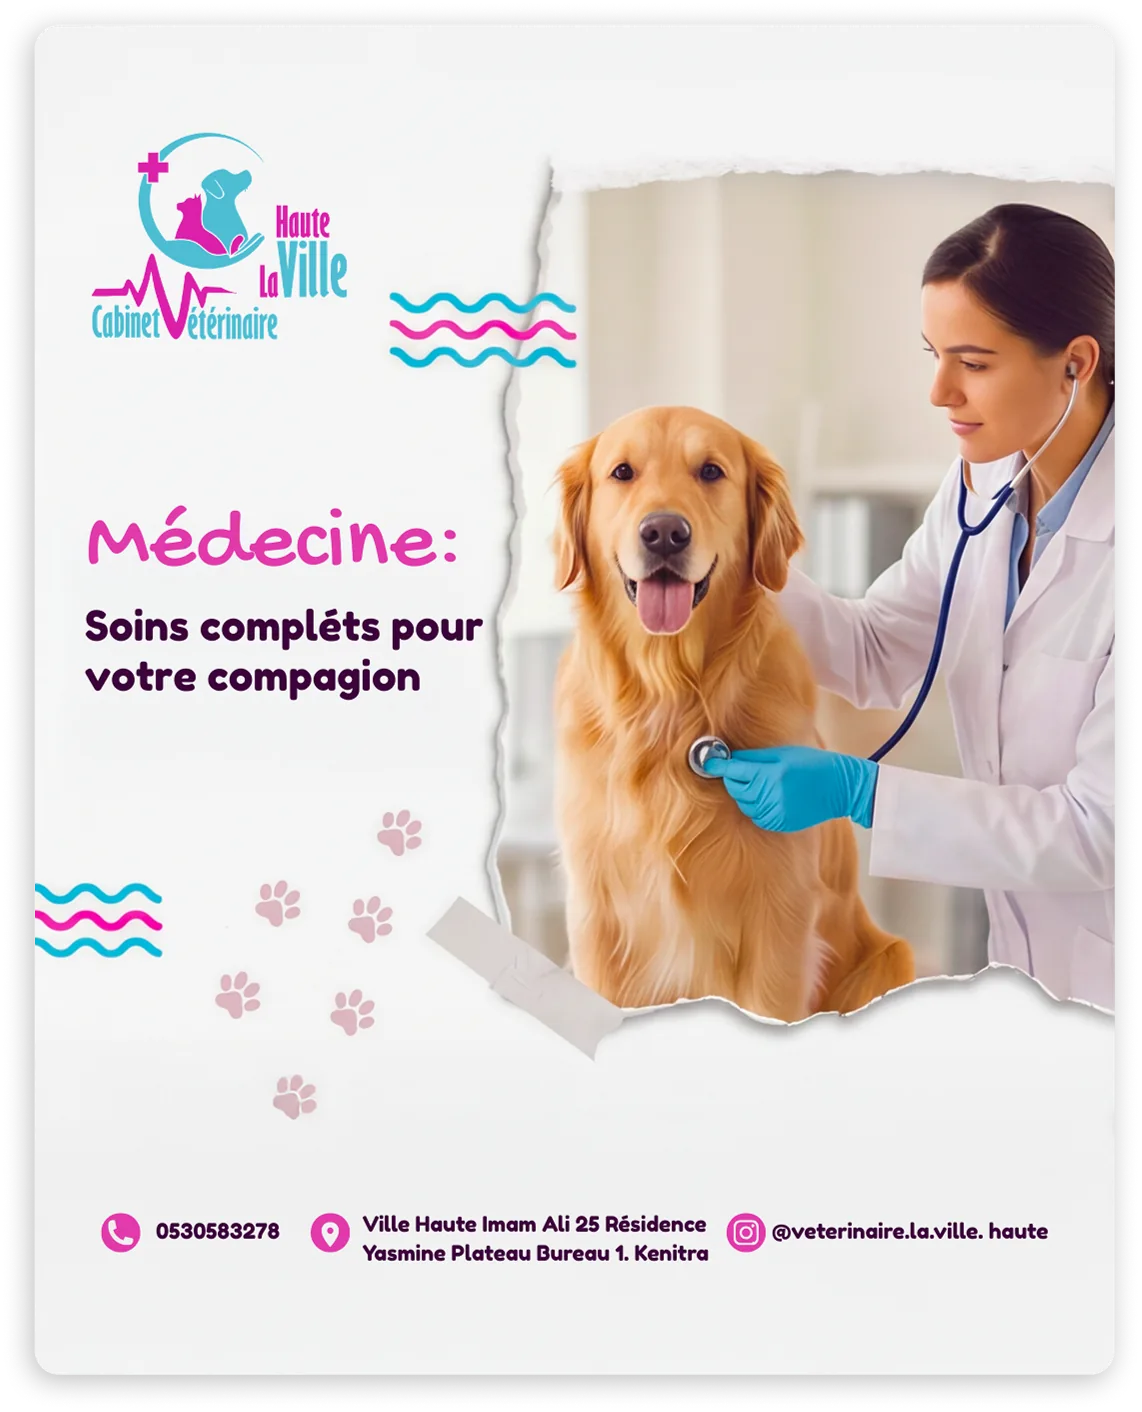 Haute
La Ville
Cabinet Vétérinaire
Médecine:
Soins compléts pour
votre compagion
0530583278
Ville Haute Imam Ali 25 Résidence
Yasmine Plateau Bureau 1. Kenitra
@veterinaire.la.ville. haute